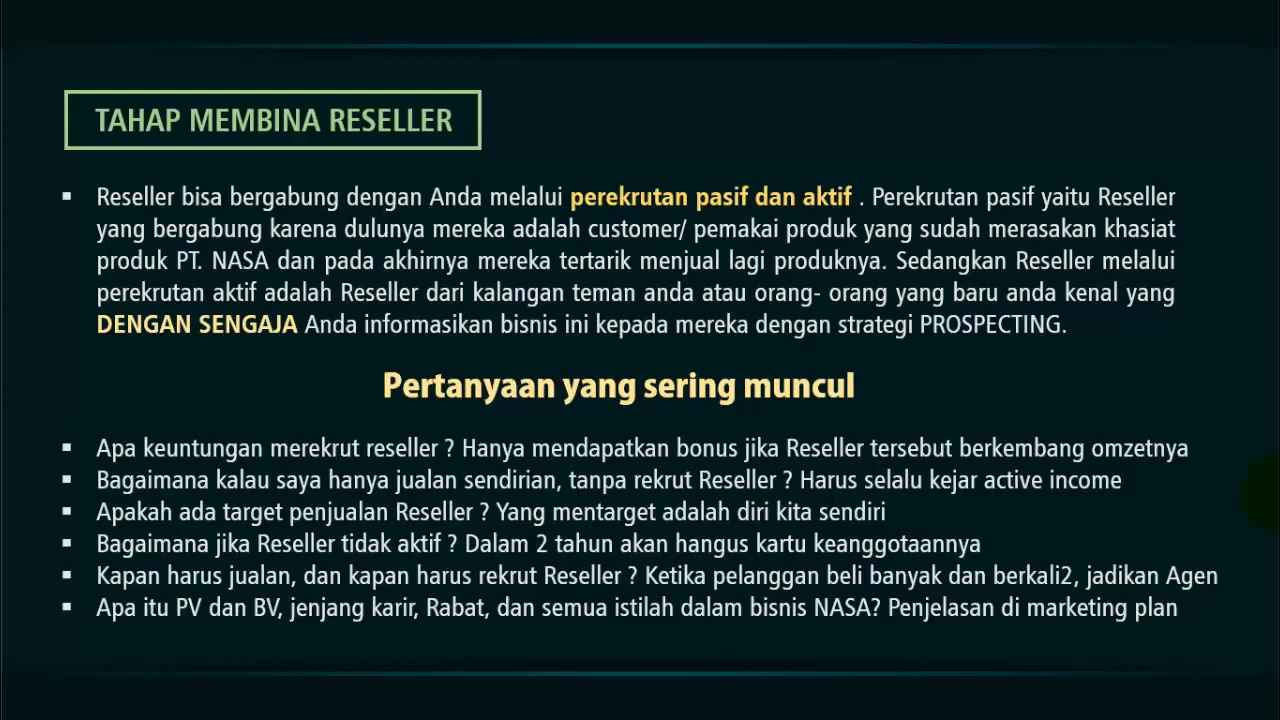 TAHAP MEMBINA RESELLER
▪ Reseller bisa bergabung dengan Anda melalui perekrutan pasif dan aktif . Perekrutan pasif yaitu Reseller
yang bergabung karena dulunya mereka adalah customer/ pemakai produk yang sudah merasakan khasiat
produk PT. NASA dan pada akhirnya mereka tertarik menjual lagi produknya. Sedangkan Reseller melalui
perekrutan aktif adalah Reseller dari kalangan teman anda atau orang- orang yang baru anda kenal yang
DENGAN SENGAJA Anda informasikan bisnis ini kepada mereka dengan strategi PROSPECTING.
Pertanyaan yang sering muncul
▪ Apa keuntungan merekrut reseller ? Hanya mendapatkan bonus jika Reseller tersebut berkembang omzetnya
▪ Bagaimana kalau saya hanya jualan sendirian, tanpa rekrut Reseller ? Harus selalu kejar active income
▪ Apakah ada target penjualan Reseller ? Yang mentarget adalah diri kita sendiri
▪ Bagaimana jika Reseller tidak aktif ? Dalam 2 tahun akan hangus kartu keanggotaannya
▪ Kapan harus jualan, dan kapan harus rekrut Reseller ? Ketika pelanggan beli banyak dan berkali2, jadikan Agen
▪ Apa itu PV dan BV, jenjang karir, Rabat, dan semua istilah dalam bisnis NASA? Penjelasan di marketing plan